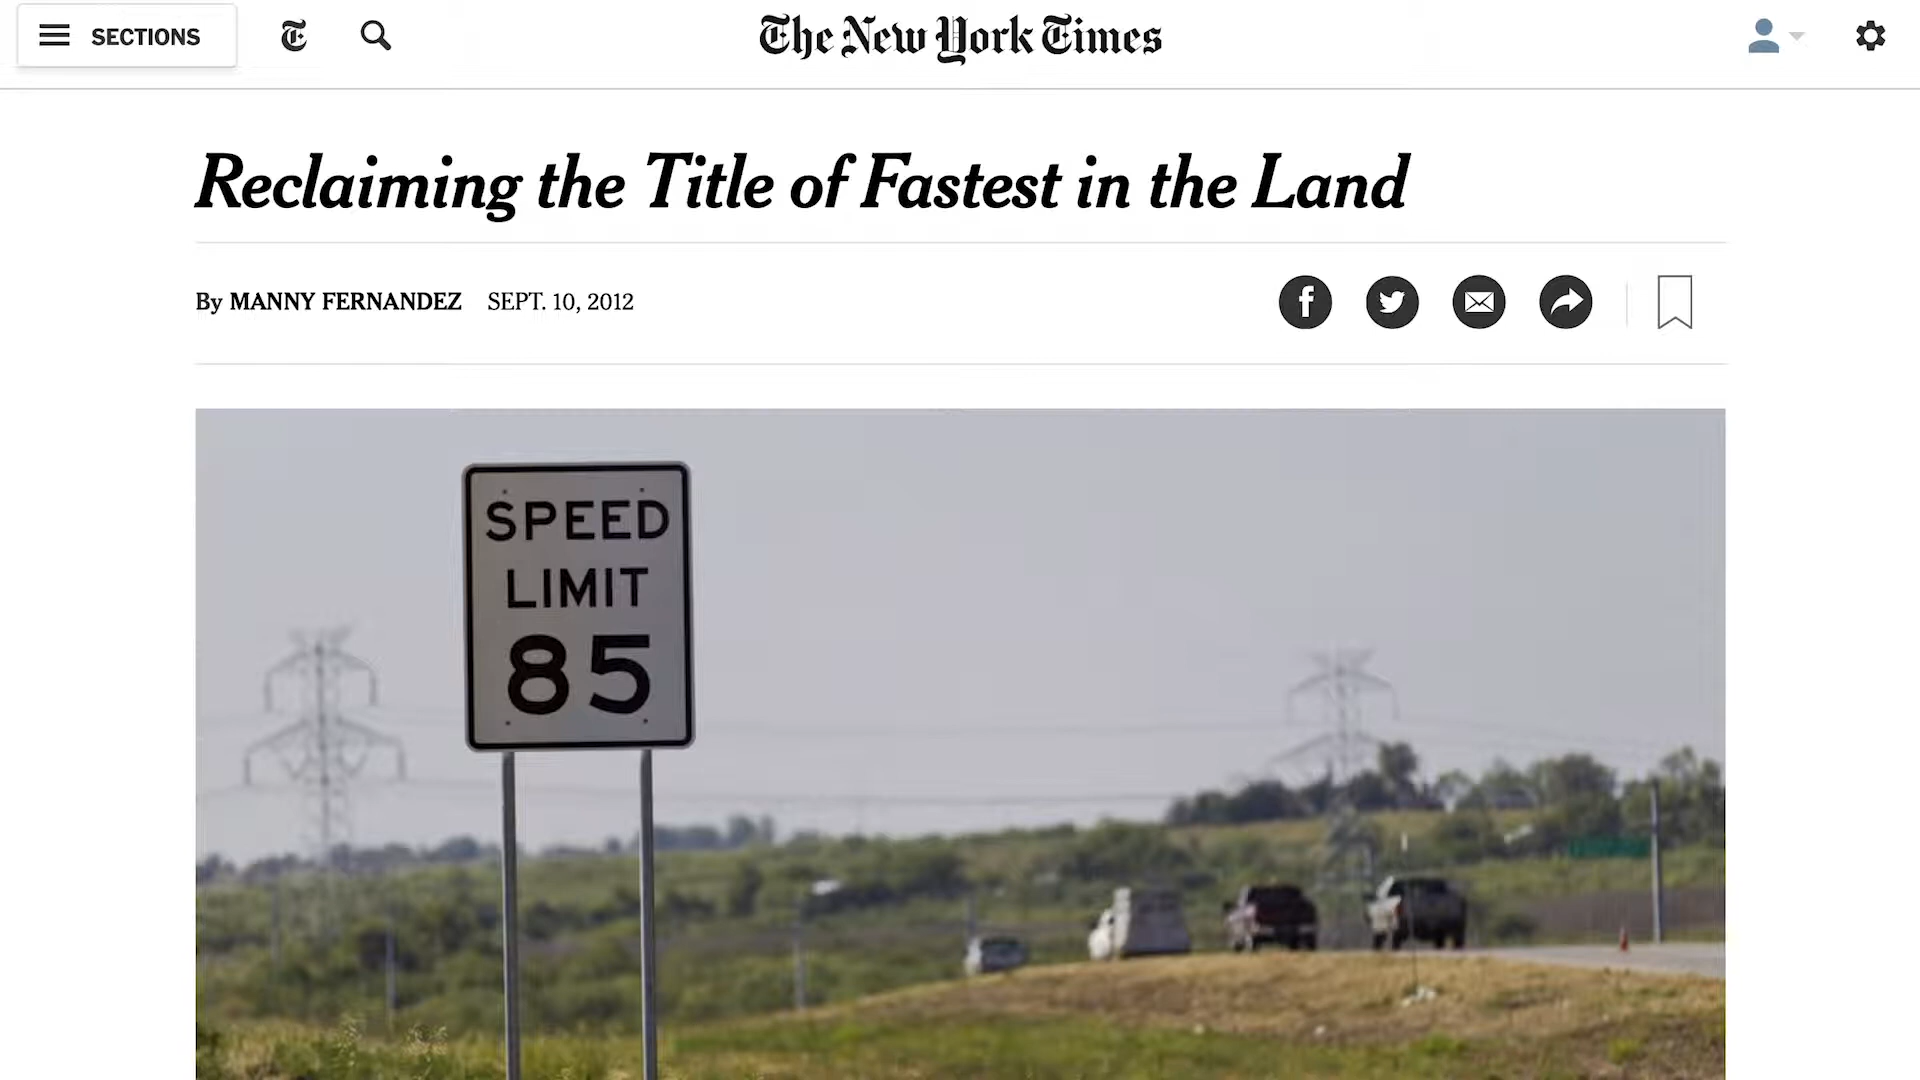 SECTIONS
The New York Times
Reclaiming the Title of Fastest in the Land
By MANNY FERNANDEZ SEPT. 10, 2012
SPEED
LIMIT
85